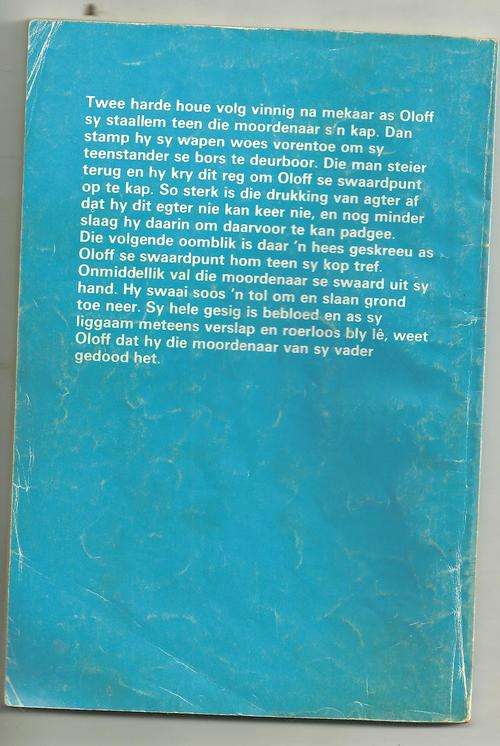 Twee harde houe volg vinnig na mekaar as Oloff
sy staallem teen die moordenaar s'n kap. Dan
stamp hy sy wapen woes vorentoe om sy
teenstander se bors te deurboor. Die man steier
terug en hy kry dit reg om Oloff se swaardpunt
op te kap. So sterk is die drukking van agter af
dat hy dit egter nie kan keer nie, en nog minder
slaag hy daarin om daarvoor te kan padgee.
Die volgende oomblik is daar 'n hees geskreeu as
Oloff se swaardpunt hom teen sy kop tref.
Onmiddellik val die moordenaar se swaard uit sy
hand. Hy swaai soos 'n tol om en slaan grond
toe neer. Sy hele gesig is bebloed en as sy
liggaam meteens verslap en roerloos bly lê, weet
Oloff dat hy die moordenaar van sy vader
gedood het.